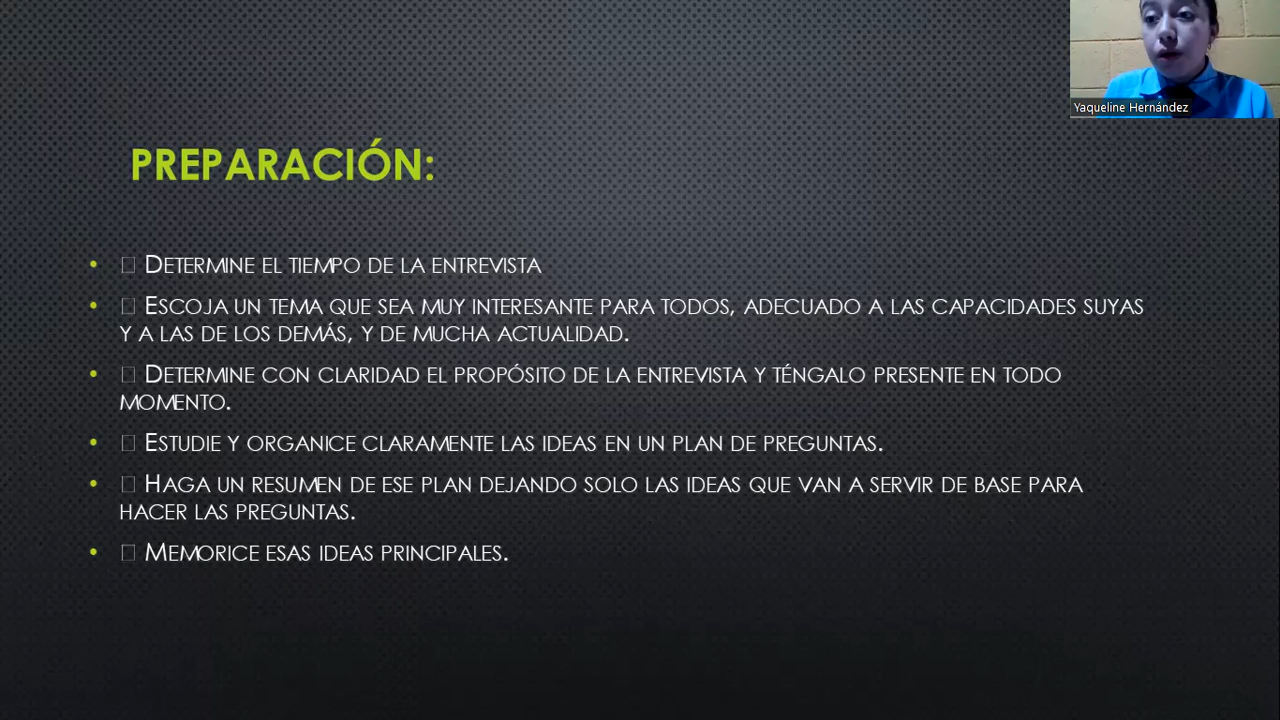 Yaqueline Hernández
PREPARACIÓN:
• □ DETERMINE EL TIEMPO DE LA ENTREVISTA
• □ ESCOJA UN TEMA QUE SEA MUY INTERESANTE PARA TODOS, ADECUADO A LAS CAPACIDADES SUYAS
Y A LAS DE LOS DEMÁS, Y DE MUCHA ACTUALIDAD.
• □ DETERMINE CON CLARIDAD EL PROPÓSITO DE LA ENTREVISTA Y TÉNGALO PRESENTE EN TODO
MOMENTO.
• □ ESTUDIE Y ORGANICE CLARAMENTE LAS IDEAS EN UN PLAN DE PREGUNTAS.
• □ HAGA UN RESUMEN DE ESE PLAN DEJANDO SOLO LAS IDEAS QUE VAN A SERVIR DE BASE PARA
HACER LAS PREGUNTAS.
• □ MEMORICE ESAS IDEAS PRINCIPALES.